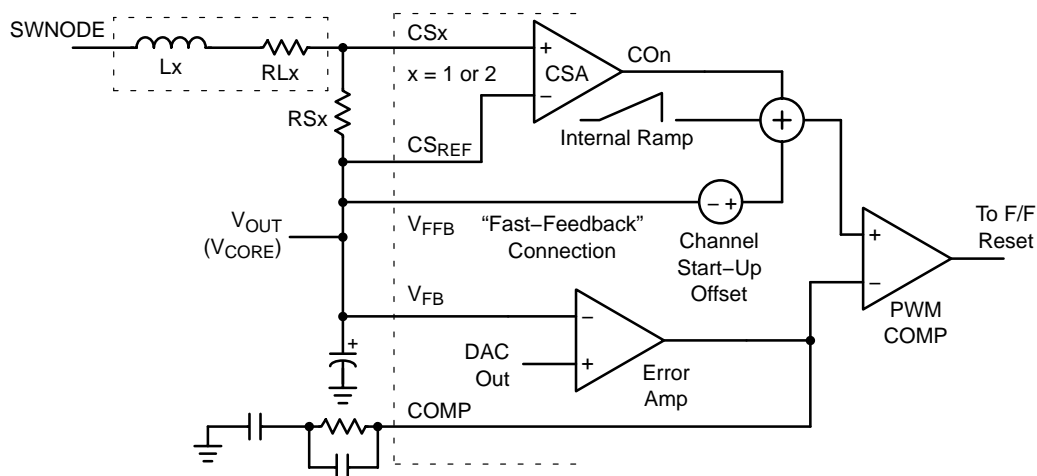 SWNODE
Lx
RLx
RSx
CSx
x = 1 or 2
CSA
+
−
COn
Internal Ramp
+
CSREF
VOUT
(VCORE)
VFFB
“Fast−Feedback”
Connection
− +
Channel
Start−Up
Offset
+
−
PWM
COMP
To F/F
Reset
VFB
−
+
DAC
Out
Error
Amp
+
COMP